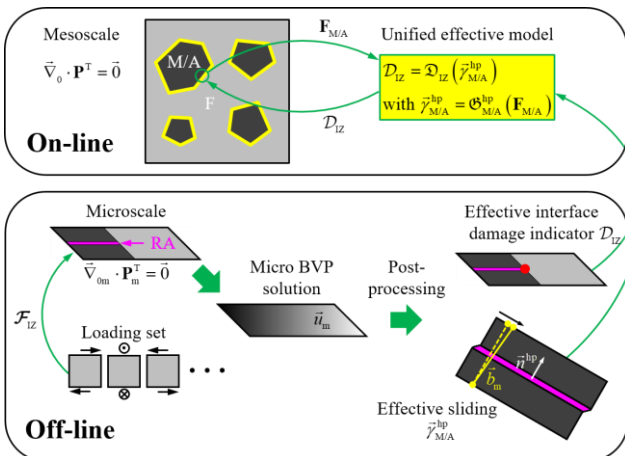 Mesoscale
∇⃗₀ · Pᵀ = 0⃗
M/A
F
F_M/A
𝒟_IZ
Unified effective model
𝒟_IZ = 𝔇_IZ (γ⃗^hp_M/A)
with γ⃗^hp_M/A = 𝕲^hp_M/A (F_M/A)
On-line
Microscale
RA
∇⃗₀ₘ · Pₘᵀ = 0⃗
ℱ_IZ
Loading set
Micro BVP
solution
u⃗ₘ
Post-
processing
Effective interface
damage indicator 𝒟_IZ
n⃗^hp
b⃗ₘ
Effective sliding
γ⃗^hp_M/A
Off-line